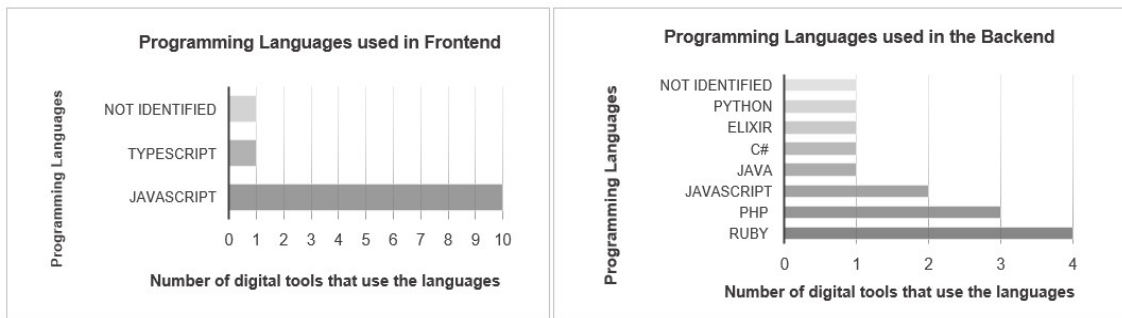 Programming Languages used in Frontend
Programming Languages
NOT IDENTIFIED
TYPESCRIPT
JAVASCRIPT
0 1 2 3 4 5 6 7 8 9 10
Number of digital tools that use the languages
Programming Languages used in the Backend
Programming Languages
NOT IDENTIFIED
PYTHON
ELIXIR
C#
JAVA
JAVASCRIPT
PHP
RUBY
0 1 2 3 4
Number of digital tools that use the languages